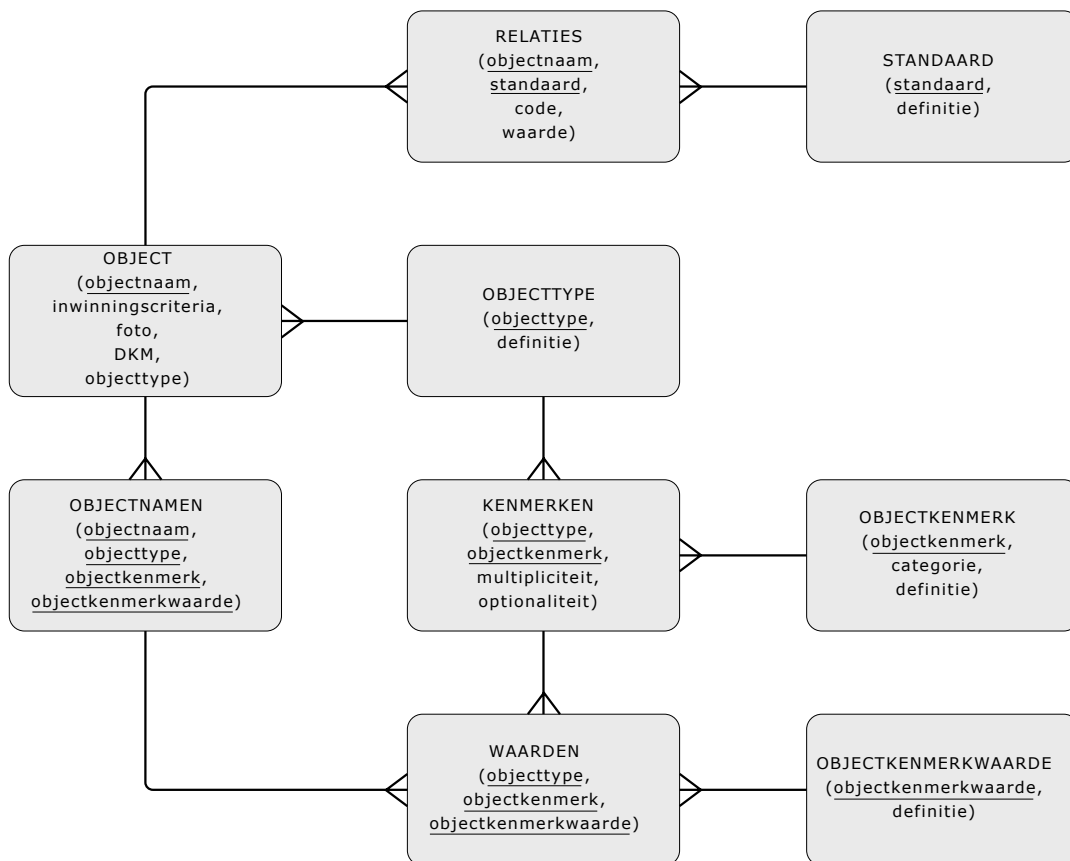 RELATIES
(objectnaam,
standaard,
code,
waarde)
STANDAARD
(standaard,
definitie)
OBJECT
(objectnaam,
inwinningscriteria,
foto,
DKM,
objecttype)
OBJECTTYPE
(objecttype,
definitie)
OBJECTNAMEN
(objectnaam,
objecttype,
objectkenmerk,
objectkenmerkwaarde)
KENMERKEN
(objecttype,
objectkenmerk,
multipliciteit,
optionaliteit)
OBJECTKENMERK
(objectkenmerk,
categorie,
definitie)
WAARDEN
(objecttype,
objectkenmerk,
objectkenmerkwaarde)
OBJECTKENMERKWAARDE
(objectkenmerkwaarde,
definitie)